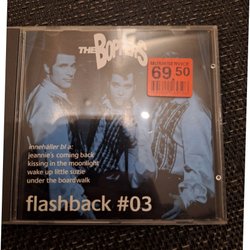 THE BOPPERS
69 50
innehåller bl a:
jeannie's coming back
kissing in the moonlight
wake up little suzie
under the boardwalk
flashback #03